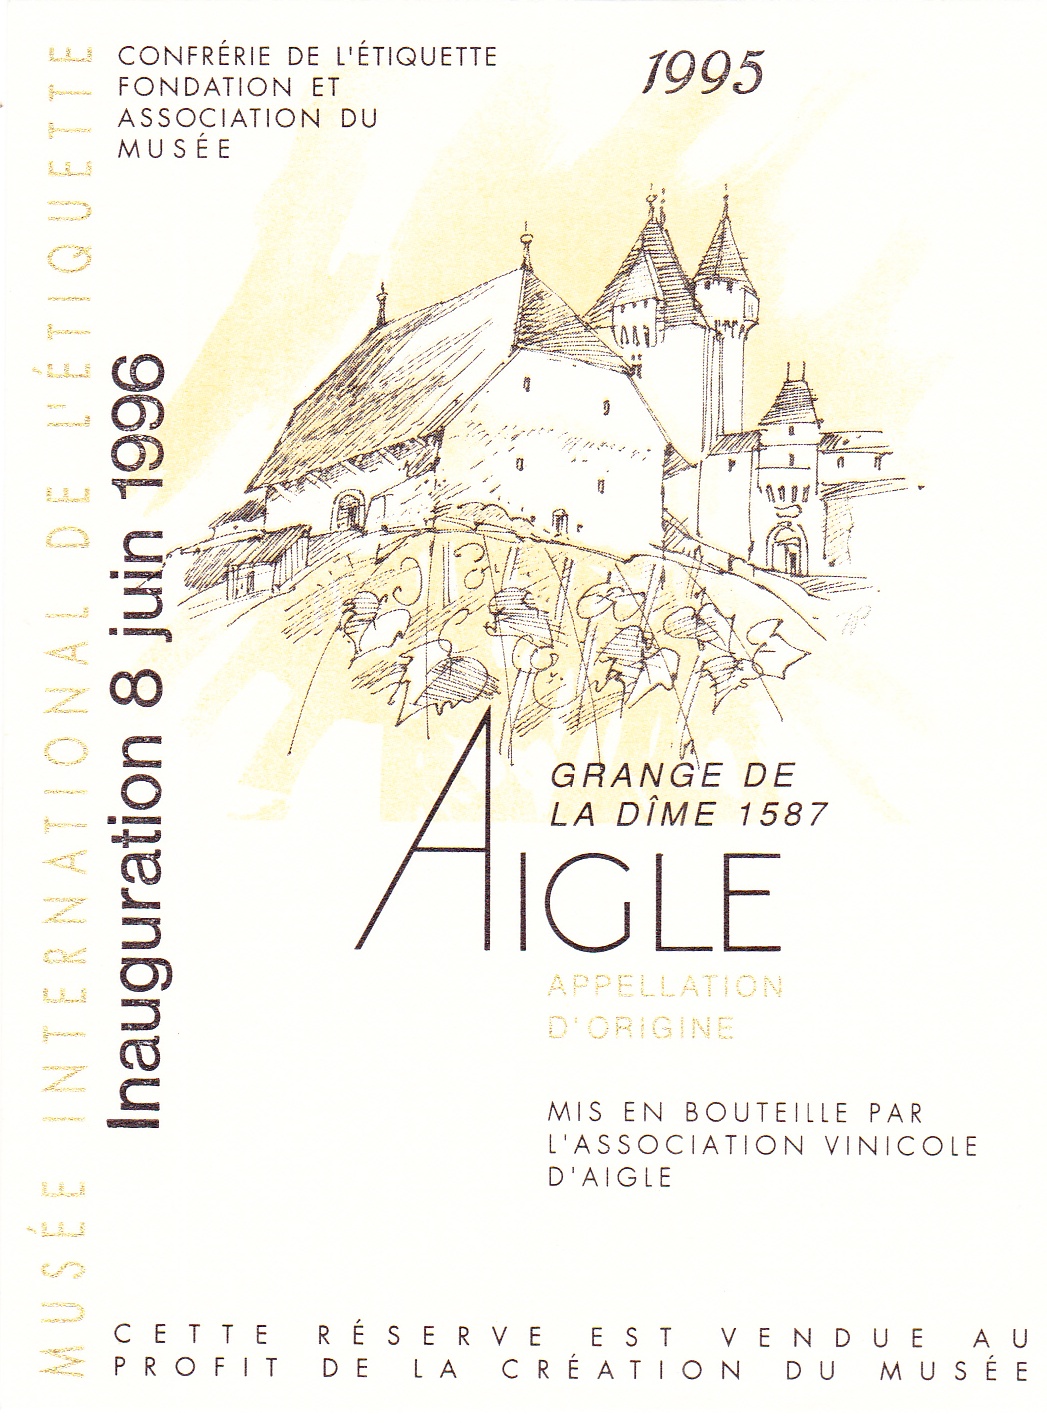 MUSÉE INTERNATIONAL DE L'ÉTIQUETTE
CONFRÉRIE DE L'ÉTIQUETTE
FONDATION ET
ASSOCIATION DU
MUSÉE
1995
Inauguration 8 juin 1996
GRANGE DE
LA DÎME 1587
AIGLE
APPELLATION
D'ORIGINE
MIS EN BOUTEILLE PAR
L'ASSOCIATION VINICOLE
D'AIGLE
CETTE RÉSERVE EST VENDUE AU
PROFIT DE LA CRÉATION DU MUSÉE